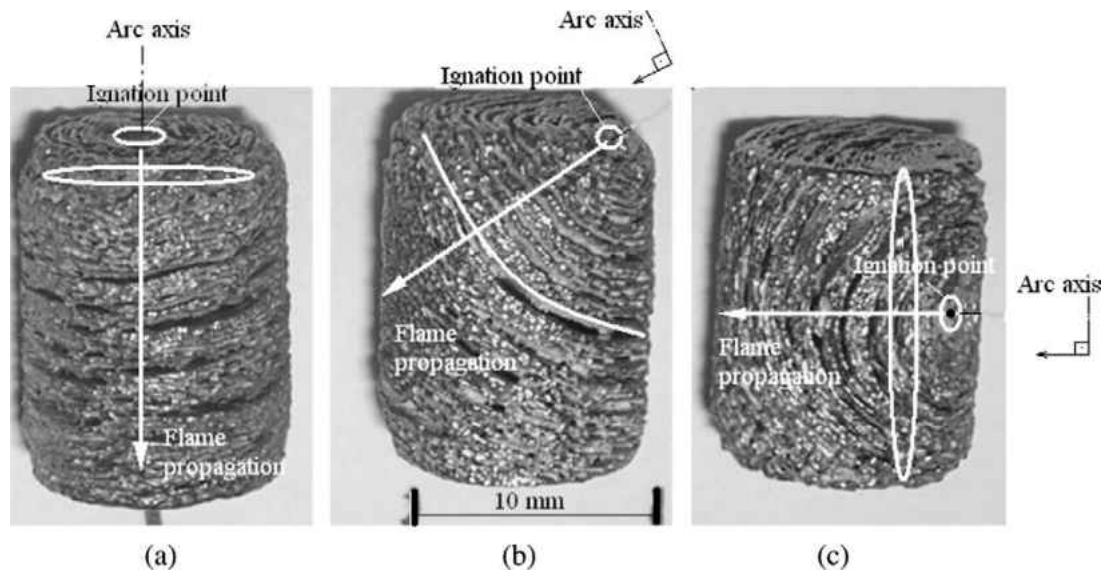 Arc axis
Ignation point
Flame
propagation
(a)
Arc axis
Ignation point
Flame
propagation
10 mm
(b)
Ignation point
Arc axis
Flame
propagation
(c)